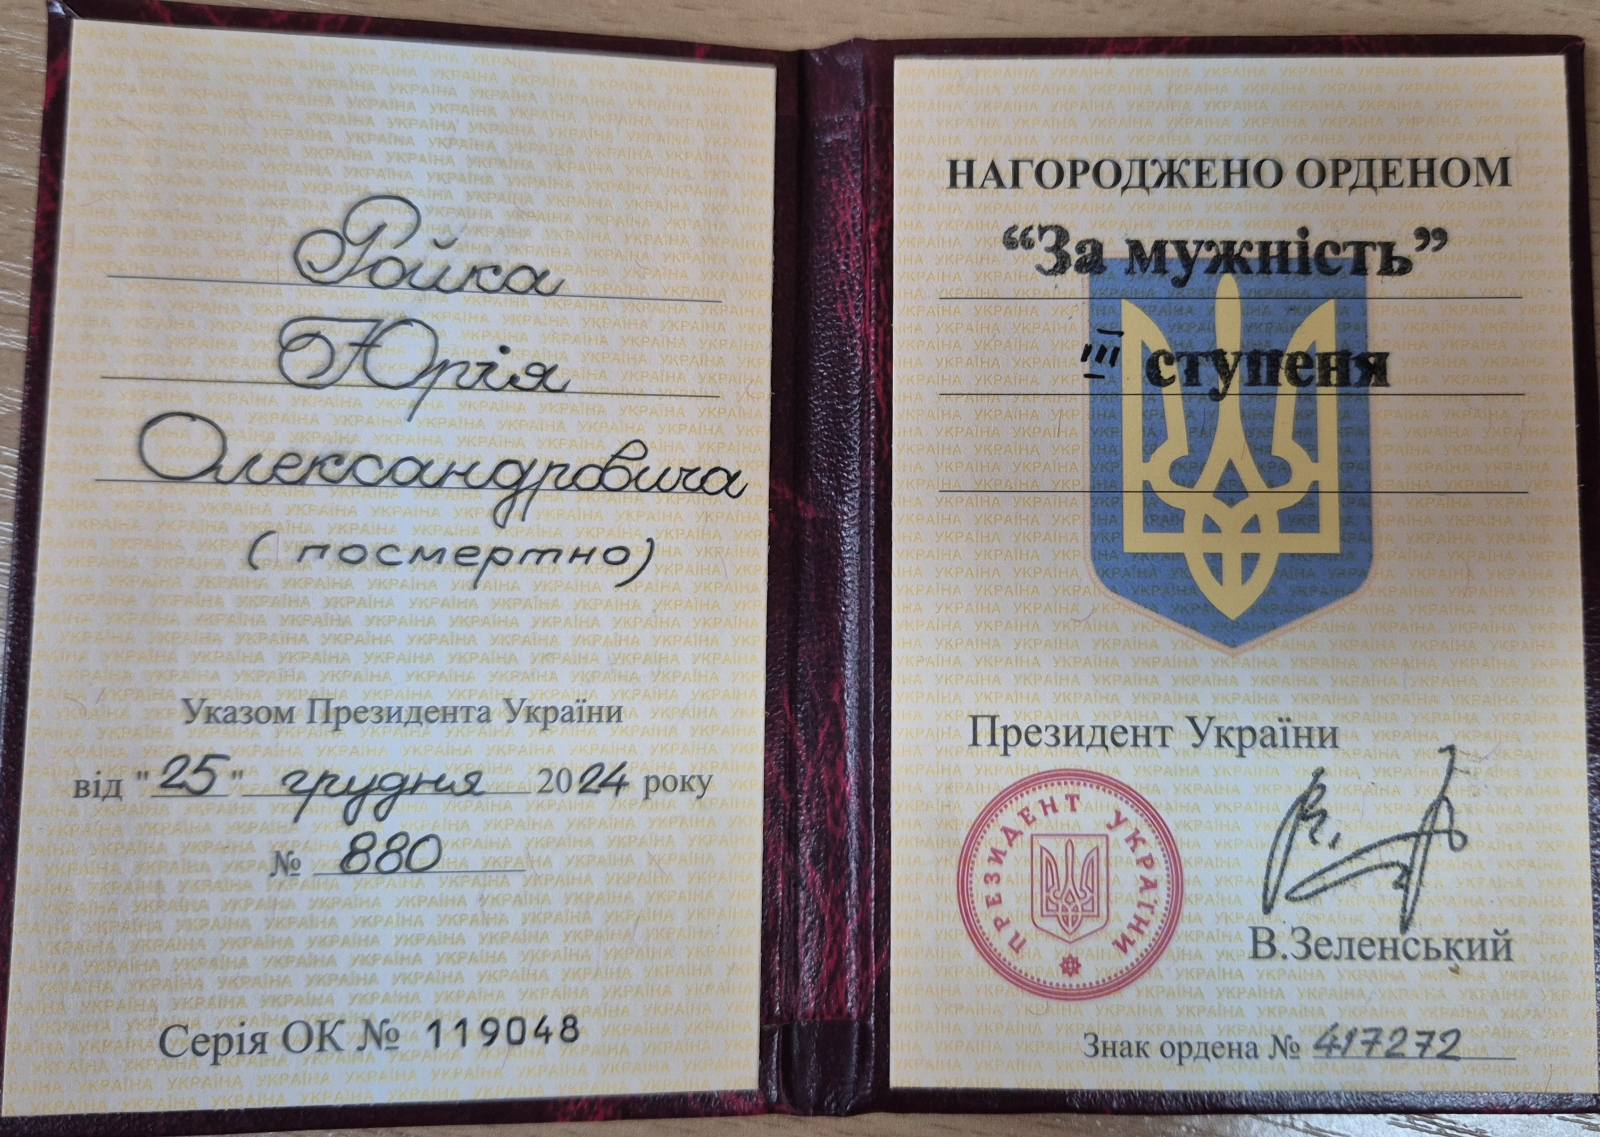 Ройка
Юрія
Олександровича
(посмертно)
Указом Президента України
від "25" грудня 2024 року
№ 880
Серія ОК № 119048
НАГОРОДЖЕНО ОРДЕНОМ
“За мужність”
III ступеня
Президент України
ПРЕЗИДЕНТ УКРАЇНИ
В.Зеленський
Знак ордена № 417272